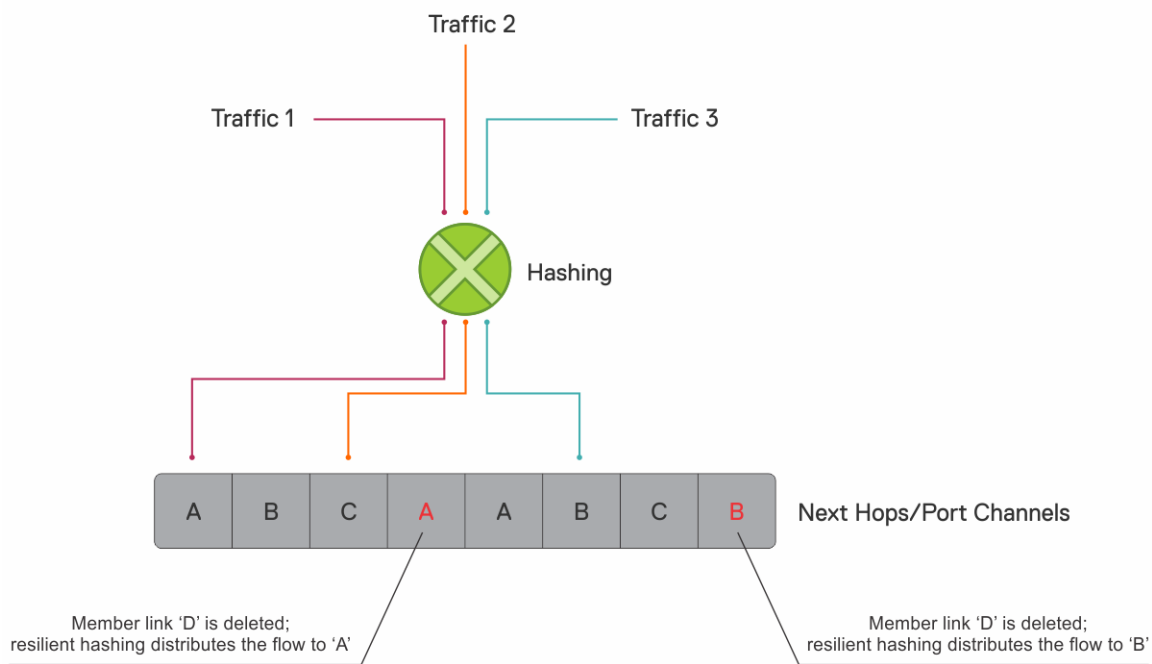 Traffic 2
Traffic 1
Traffic 3
Hashing
A B C A A B C B
Next Hops/Port Channels
Member link ‘D’ is deleted;
resilient hashing distributes the flow to ‘A’
Member link ‘D’ is deleted;
resilient hashing distributes the flow to ‘B’